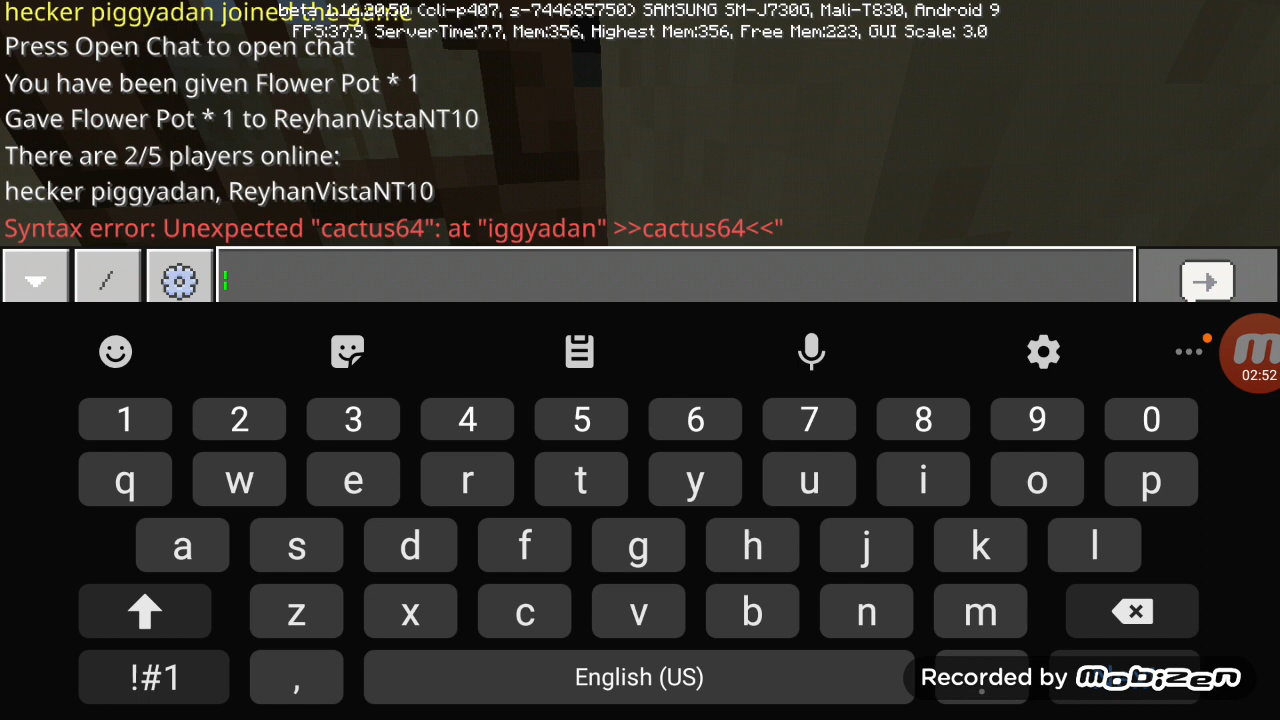 beta 1.16.20.50 (cli-p407, s-744685750) SAMSUNG SM-J730G, Mali-T830, Android 9
hecker piggyadan joined the game
FPS:37.9, ServerTime:7.7, Mem:356, Highest Mem:356, Free Mem:223, GUI Scale: 3.0
Press Open Chat to open chat
You have been given Flower Pot * 1
Gave Flower Pot * 1 to ReyhanVistaNT10
There are 2/5 players online:
hecker piggyadan, ReyhanVistaNT10
Syntax error: Unexpected "cactus64": at "iggyadan" >>cactus64<<"
/
02:52
1 2 3 4 5 6 7 8 9 0
q w e r t y u i o p
a s d f g h j k l
z x c v b n m
!#1 , English (US) .
Recorded by mobizen